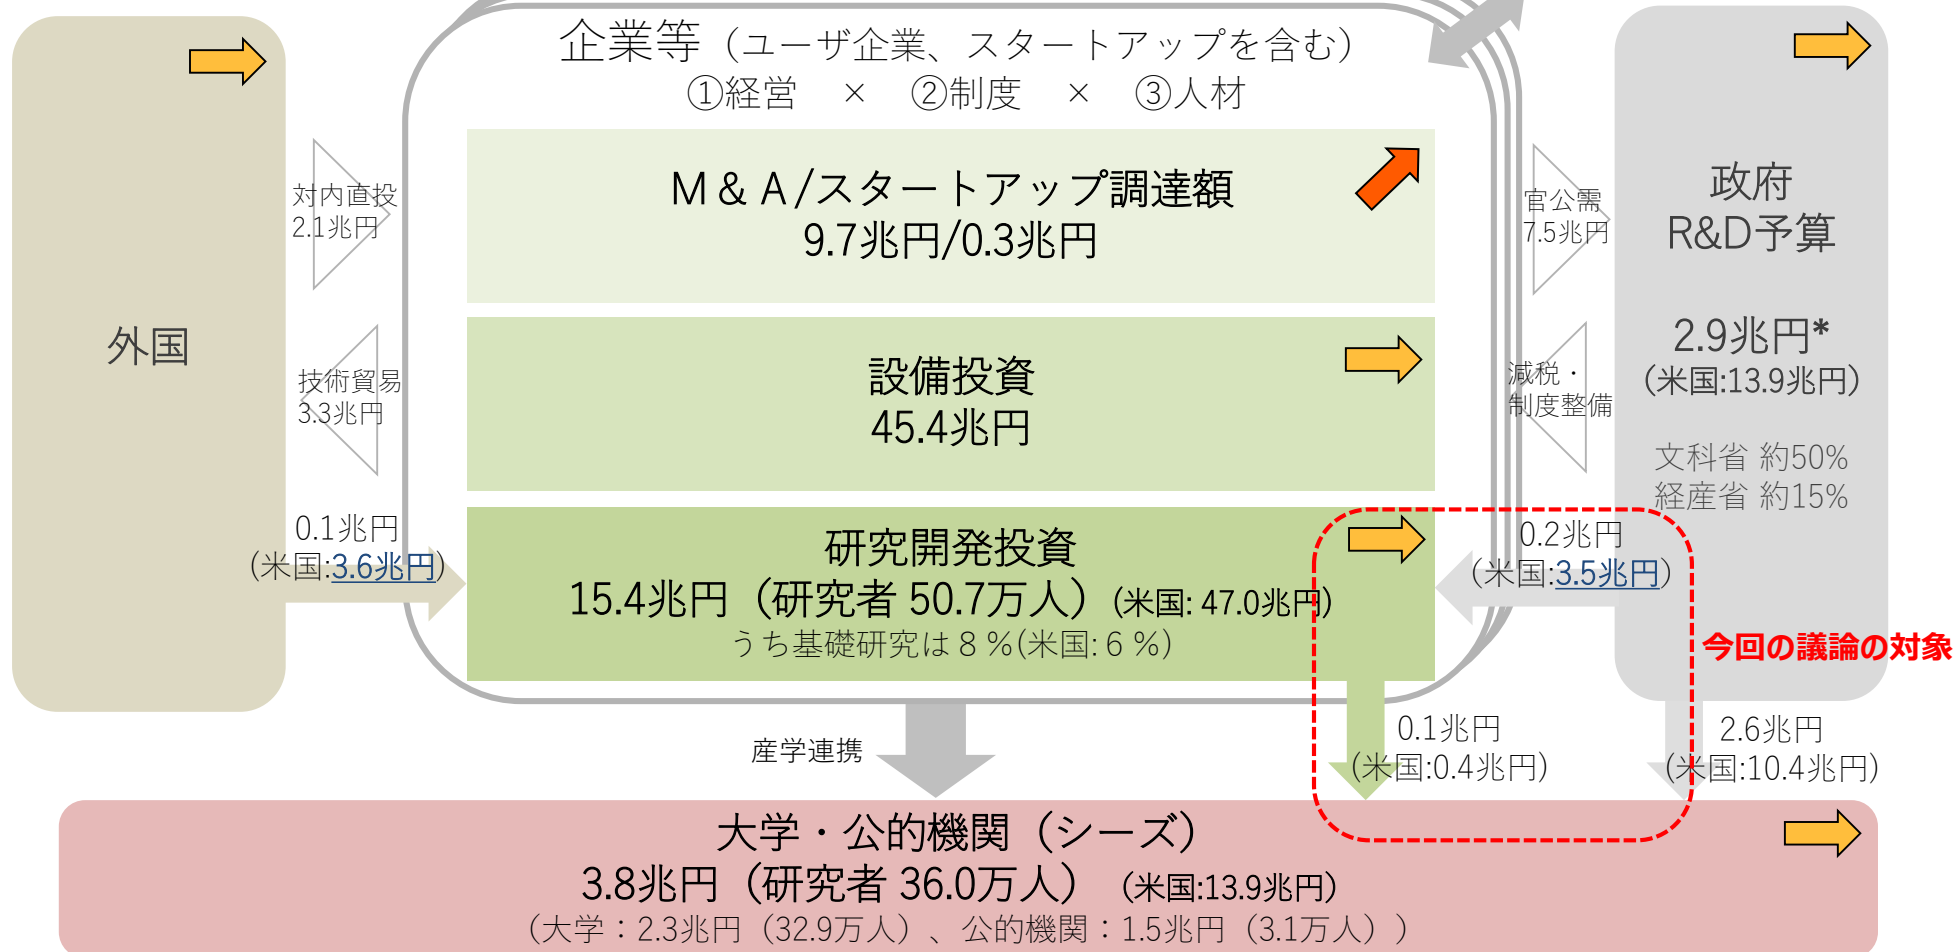 企業等（ユーザ企業、スタートアップを含む）
①経営　×　②制度　×　③人材
M＆A/スタートアップ調達額
9.7兆円/0.3兆円
設備投資
45.4兆円
研究開発投資
15.4兆円（研究者 50.7万人）(米国: 47.0兆円)
うち基礎研究は８％(米国:６％)
外国
対内直投
2.1兆円
技術貿易
3.3兆円
0.1兆円
(米国:3.6兆円)
官公需
7.5兆円
減税・
制度整備
政府
R&D予算
2.9兆円*
（米国:13.9兆円）
文科省 約50%
経産省 約15%
0.2兆円
(米国:3.5兆円)
今回の議論の対象
産学連携
0.1兆円
(米国:0.4兆円)
2.6兆円
(米国:10.4兆円)
大学・公的機関（シーズ）
3.8兆円（研究者 36.0万人）（米国:13.9兆円）
（大学：2.3兆円（32.9万人）、公的機関：1.5兆円（3.1万人））